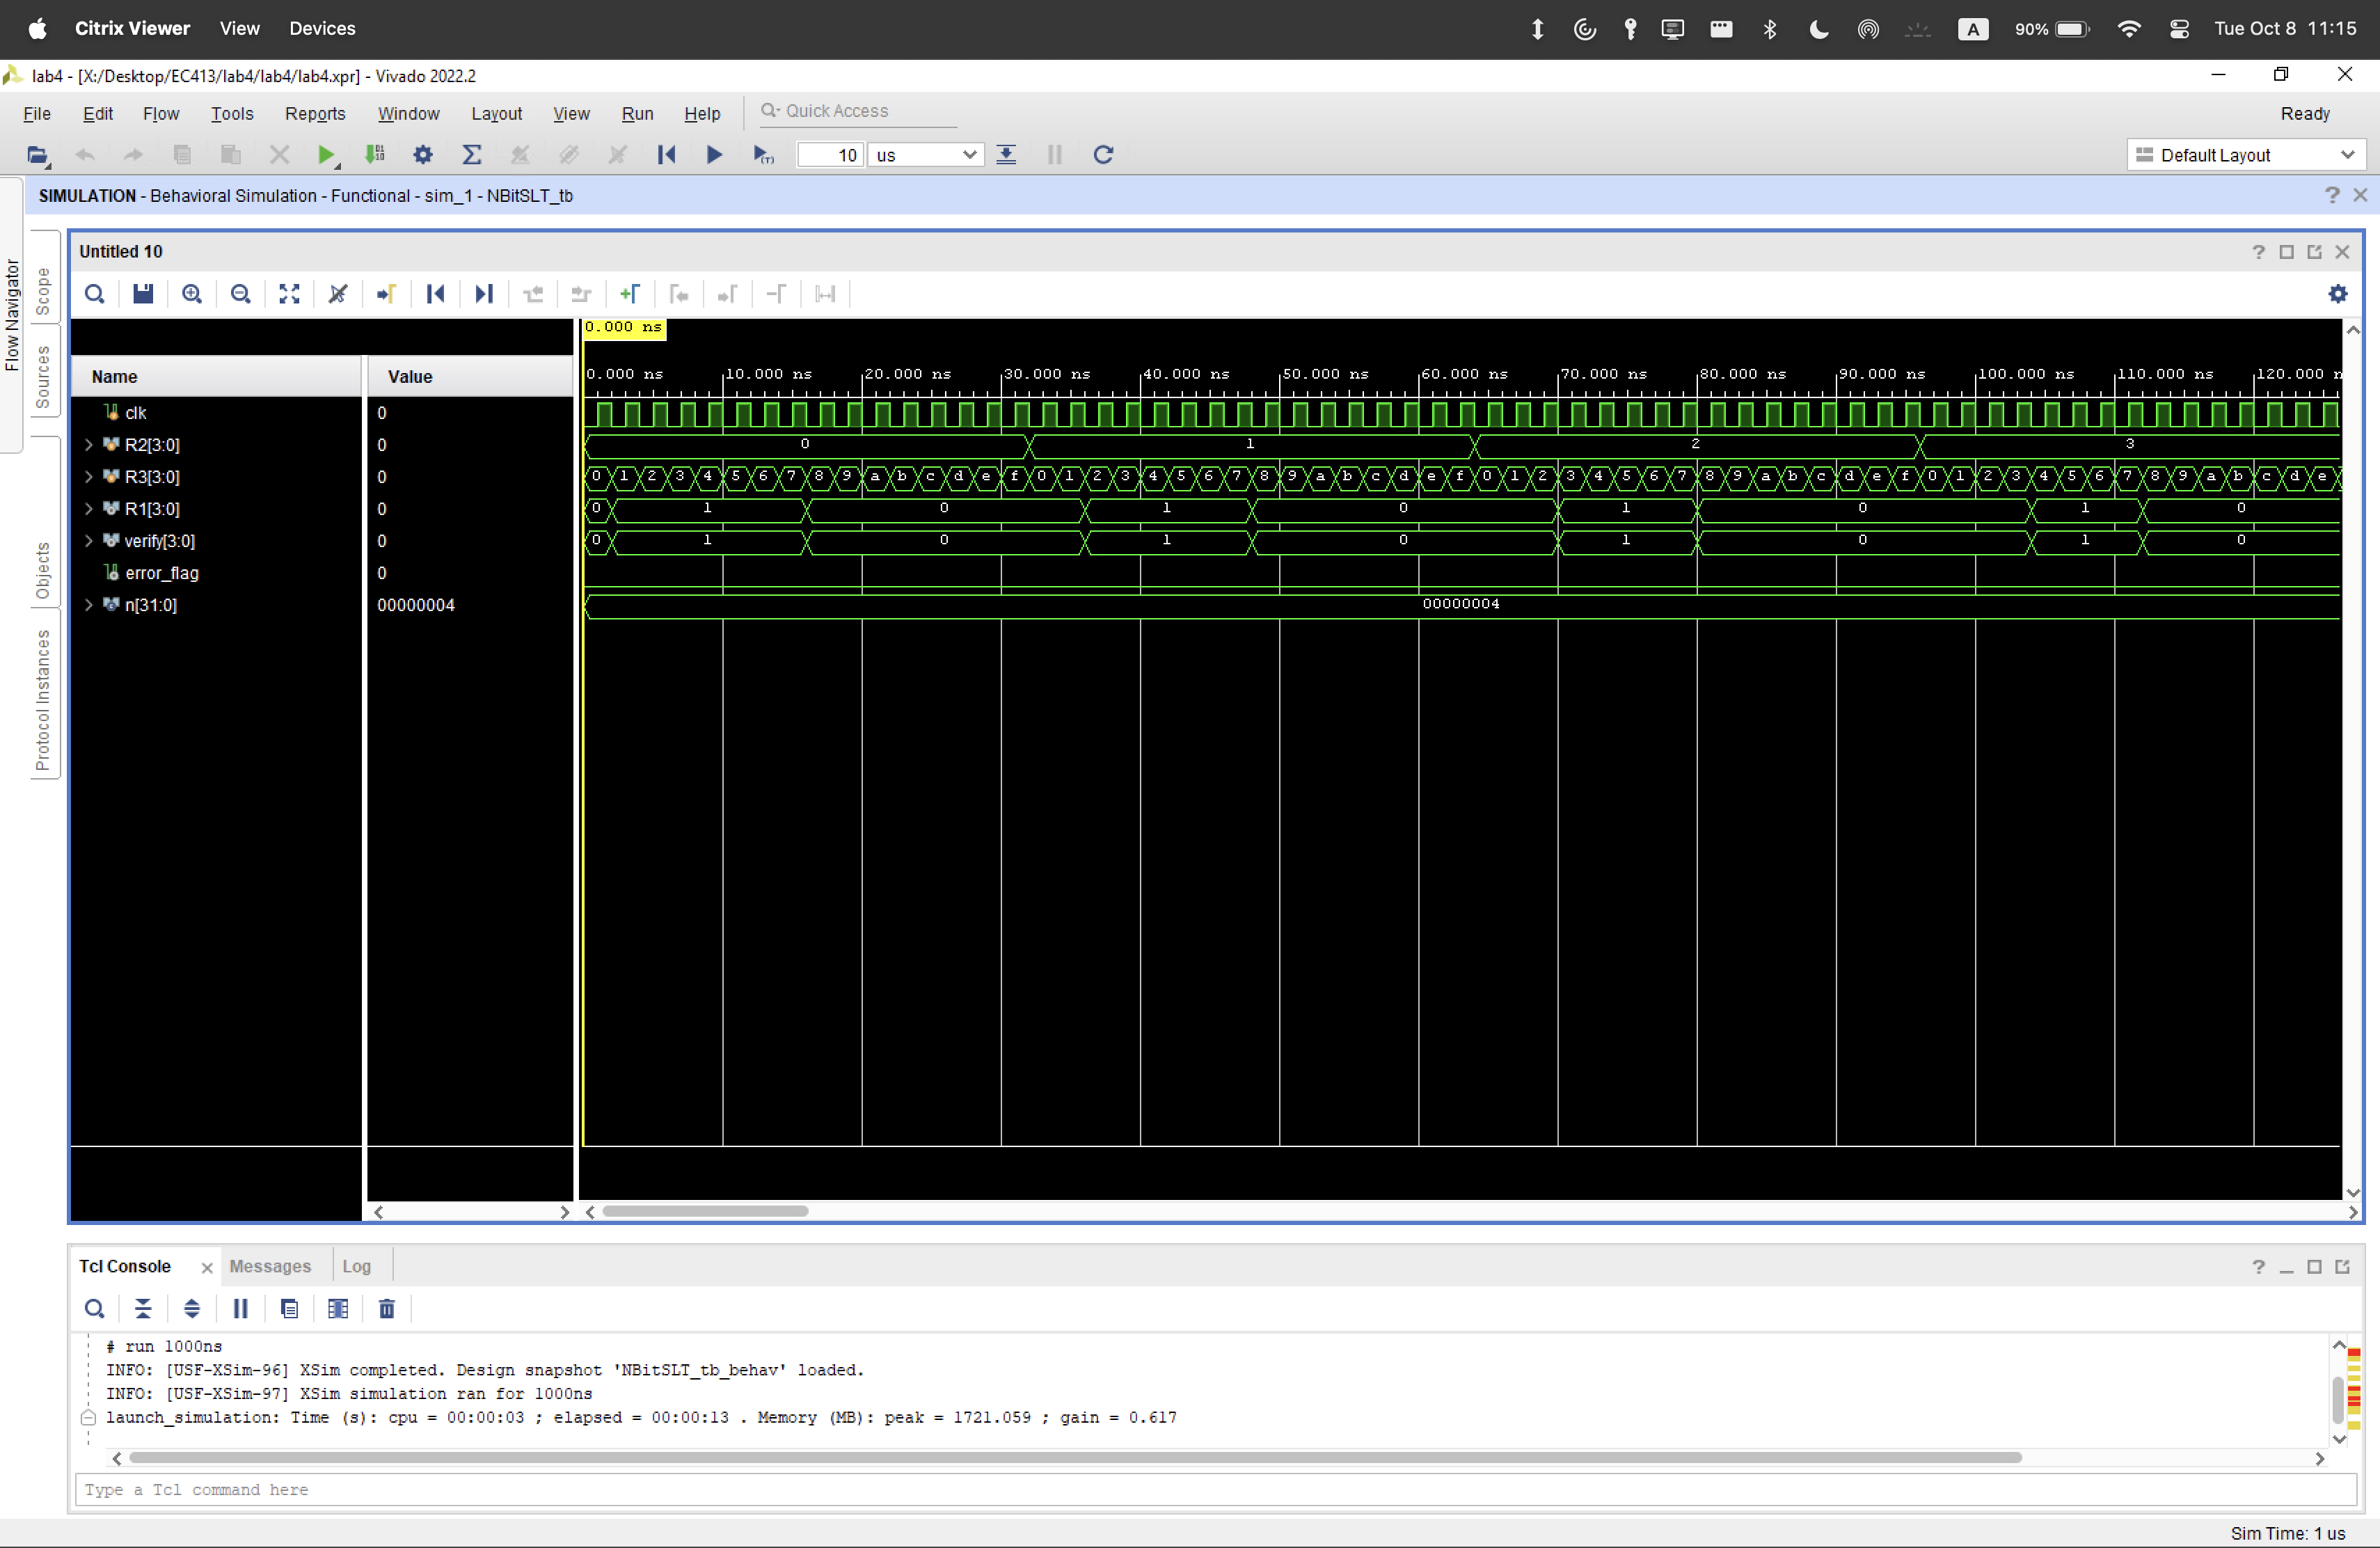 Citrix Viewer View Devices A 90% Tue Oct 8 11:15
lab4 - [X:/Desktop/EC413/lab4/lab4/lab4.xpr] - Vivado 2022.2
File Edit Flow Tools Reports Window Layout View Run Help Quick Access Ready
10 us Default Layout
SIMULATION - Behavioral Simulation - Functional - sim_1 - NBitSLT_tb
Flow Navigator
Scope
Sources
Objects
Protocol Instances
Untitled 10
0.000 ns
Name Value
0.000 ns 10.000 ns 20.000 ns 30.000 ns 40.000 ns 50.000 ns 60.000 ns 70.000 ns 80.000 ns 90.000 ns 100.000 ns 110.000 ns 120.000 n
clk 0
R2[3:0] 0 0 1 2 3
R3[3:0] 0 0 1 2 3 4 5 6 7 8 9 a b c d e f 0 1 2 3 4 5 6 7 8 9 a b c d e f 0 1 2 3 4 5 6 7 8 9 a b c d e f 0 1 2 3 4 5 6 7 8 9 a b c d e
R1[3:0] 0 0 1 0 1 0 1 0 1 0
verify[3:0] 0 0 1 0 1 0 1 0 1 0
error_flag 0
n[31:0] 00000004 00000004
Tcl Console Messages Log
# run 1000ns
INFO: [USF-XSim-96] XSim completed. Design snapshot 'NBitSLT_tb_behav' loaded.
INFO: [USF-XSim-97] XSim simulation ran for 1000ns
launch_simulation: Time (s): cpu = 00:00:03 ; elapsed = 00:00:13 . Memory (MB): peak = 1721.059 ; gain = 0.617
Type a Tcl command here
Sim Time: 1 us